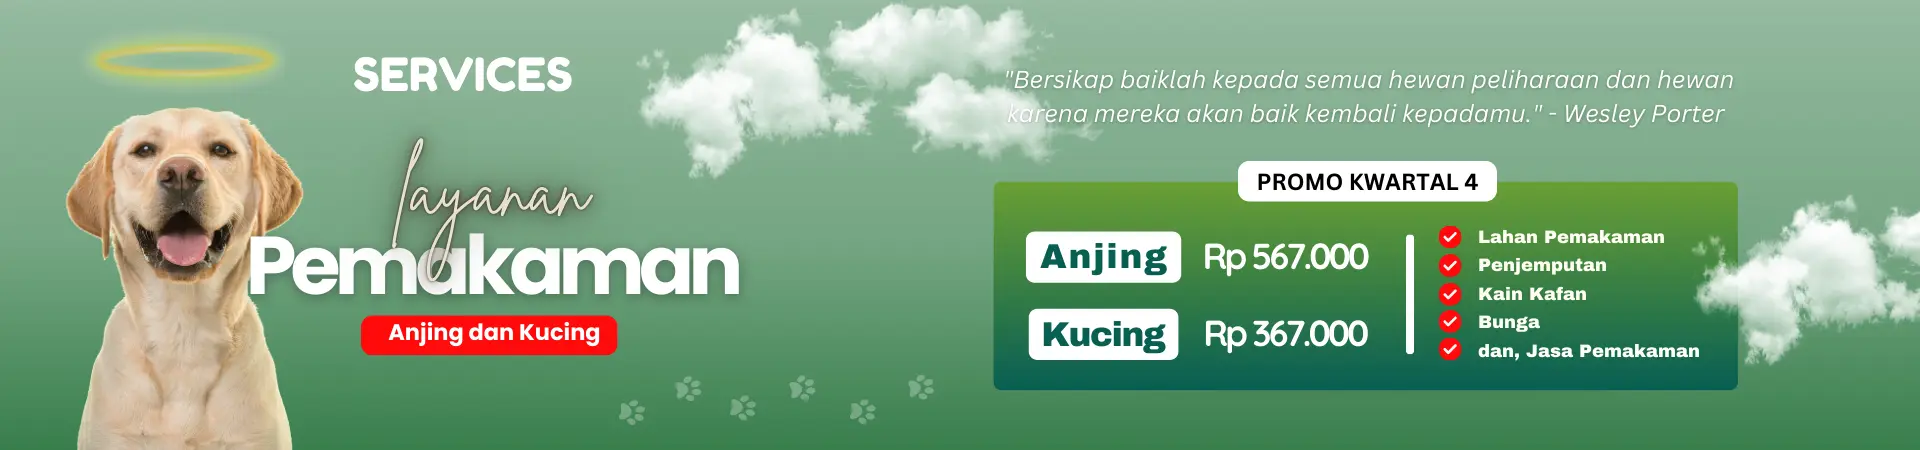 SERVICES
layanan
Pemakaman
Anjing dan Kucing
"Bersikap baiklah kepada semua hewan peliharaan dan hewan
karena mereka akan baik kembali kepadamu." - Wesley Porter
PROMO KWARTAL 4
Anjing Rp 567.000
Kucing Rp 367.000
Lahan Pemakaman
Penjemputan
Kain Kafan
Bunga
dan, Jasa Pemakaman